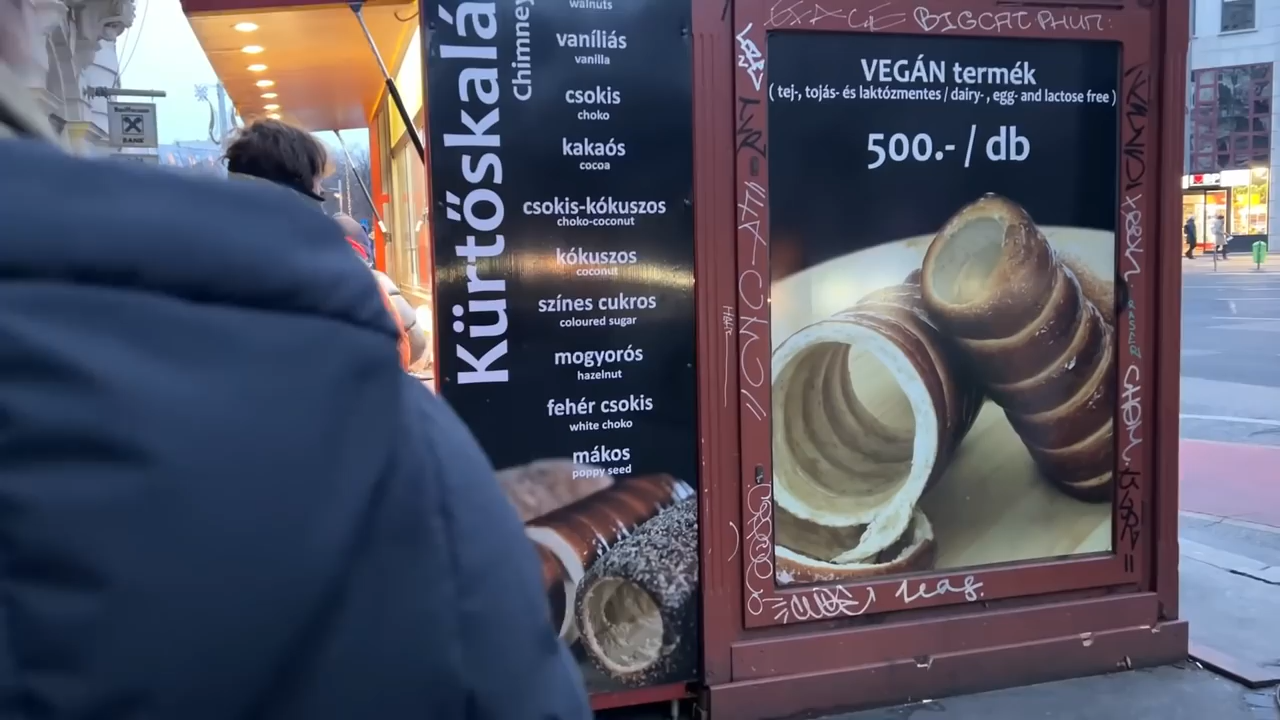 Kürtőskalá
chimney
walnuts
vaníliás
vanilla
csokis
choko
kakaós
cocoa
csokis-kókuszos
choko-coconut
kókuszos
coconut
színes cukros
coloured sugar
mogyorós
hazelnut
fehér csokis
white choko
mákos
poppy seed
VEGÁN termék
( tej-, tojás- és laktózmentes / dairy- , egg- and lactose free )
500.- / db
BANK